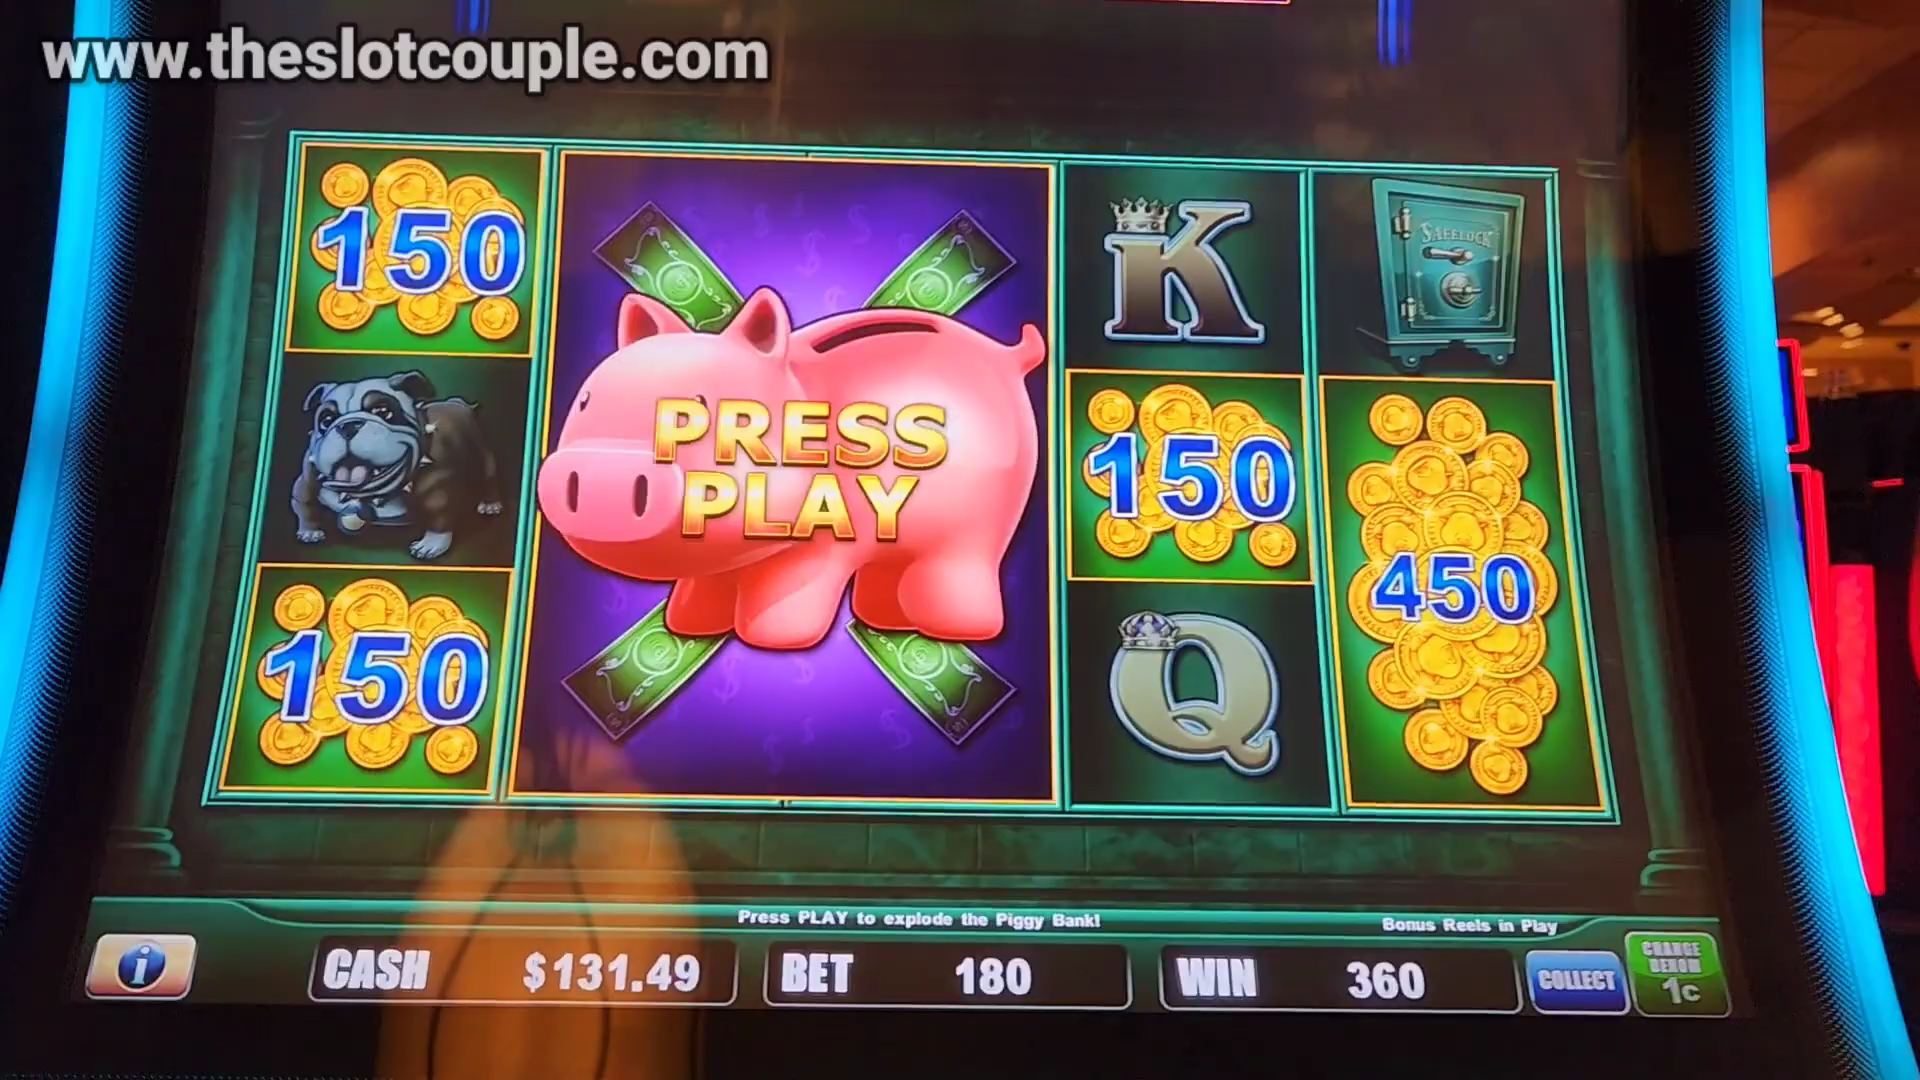 www.theslotcouple.com
150
K
SAFELOCK
PRESS
PLAY
150
450
150
Q
Press PLAY to explode the Piggy Bank!
Bonus Reels in Play
i
CASH $131.49
BET 180
WIN 360
COLLECT
CHANGE
DENOM
1c